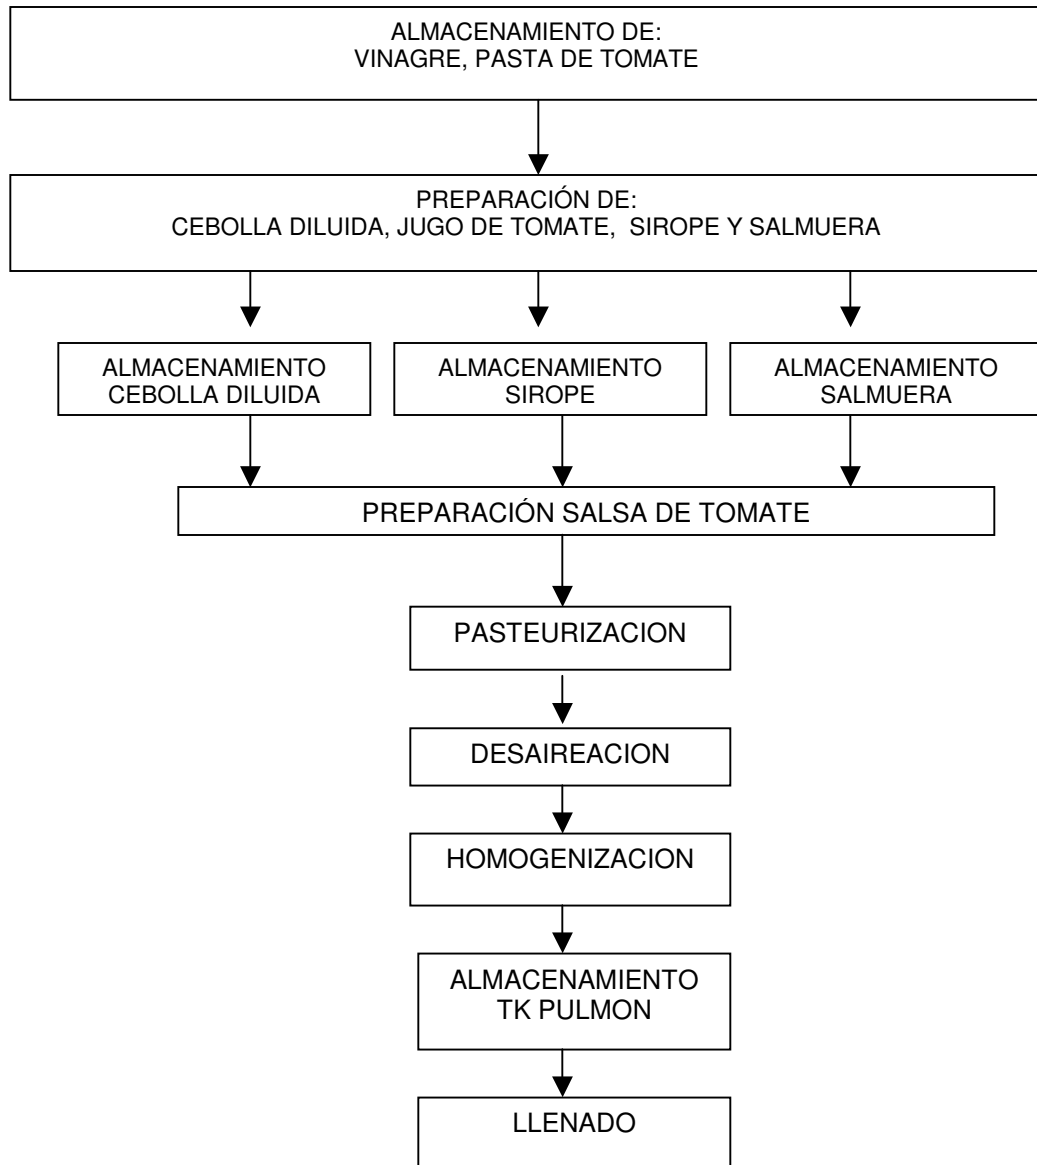 ALMACENAMIENTO DE:
VINAGRE, PASTA DE TOMATE
PREPARACIÓN DE:
CEBOLLA DILUIDA, JUGO DE TOMATE, SIROPE Y SALMUERA
ALMACENAMIENTO
CEBOLLA DILUIDA
ALMACENAMIENTO
SIROPE
ALMACENAMIENTO
SALMUERA
PREPARACIÓN SALSA DE TOMATE
PASTEURIZACION
DESAIREACION
HOMOGENIZACION
ALMACENAMIENTO
TK PULMON
LLENADO